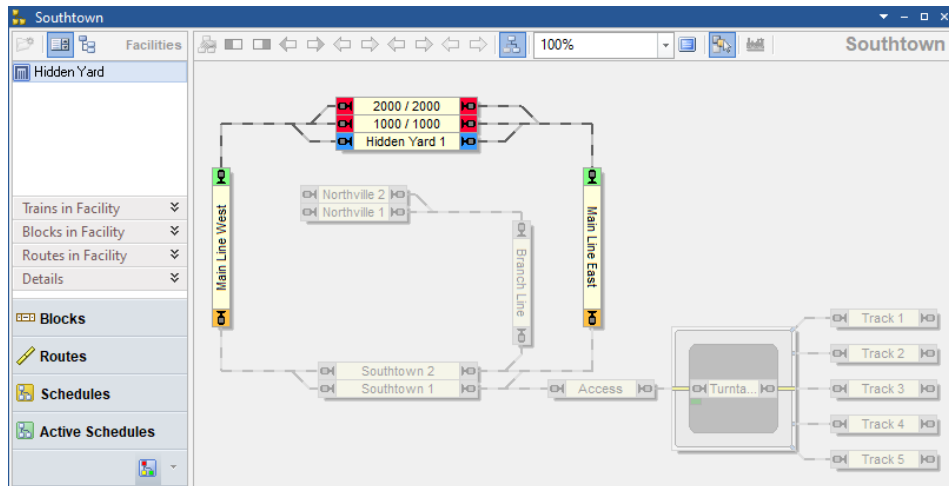 Southtown
Facilities
100%
Southtown
Hidden Yard
Trains in Facility
Blocks in Facility
Routes in Facility
Details
Blocks
Routes
Schedules
Active Schedules
2000 / 2000
1000 / 1000
Hidden Yard 1
Main Line West
Northville 2
Northville 1
Branch Line
Main Line East
Southtown 2
Southtown 1
Access
Turnta...
Track 1
Track 2
Track 3
Track 4
Track 5